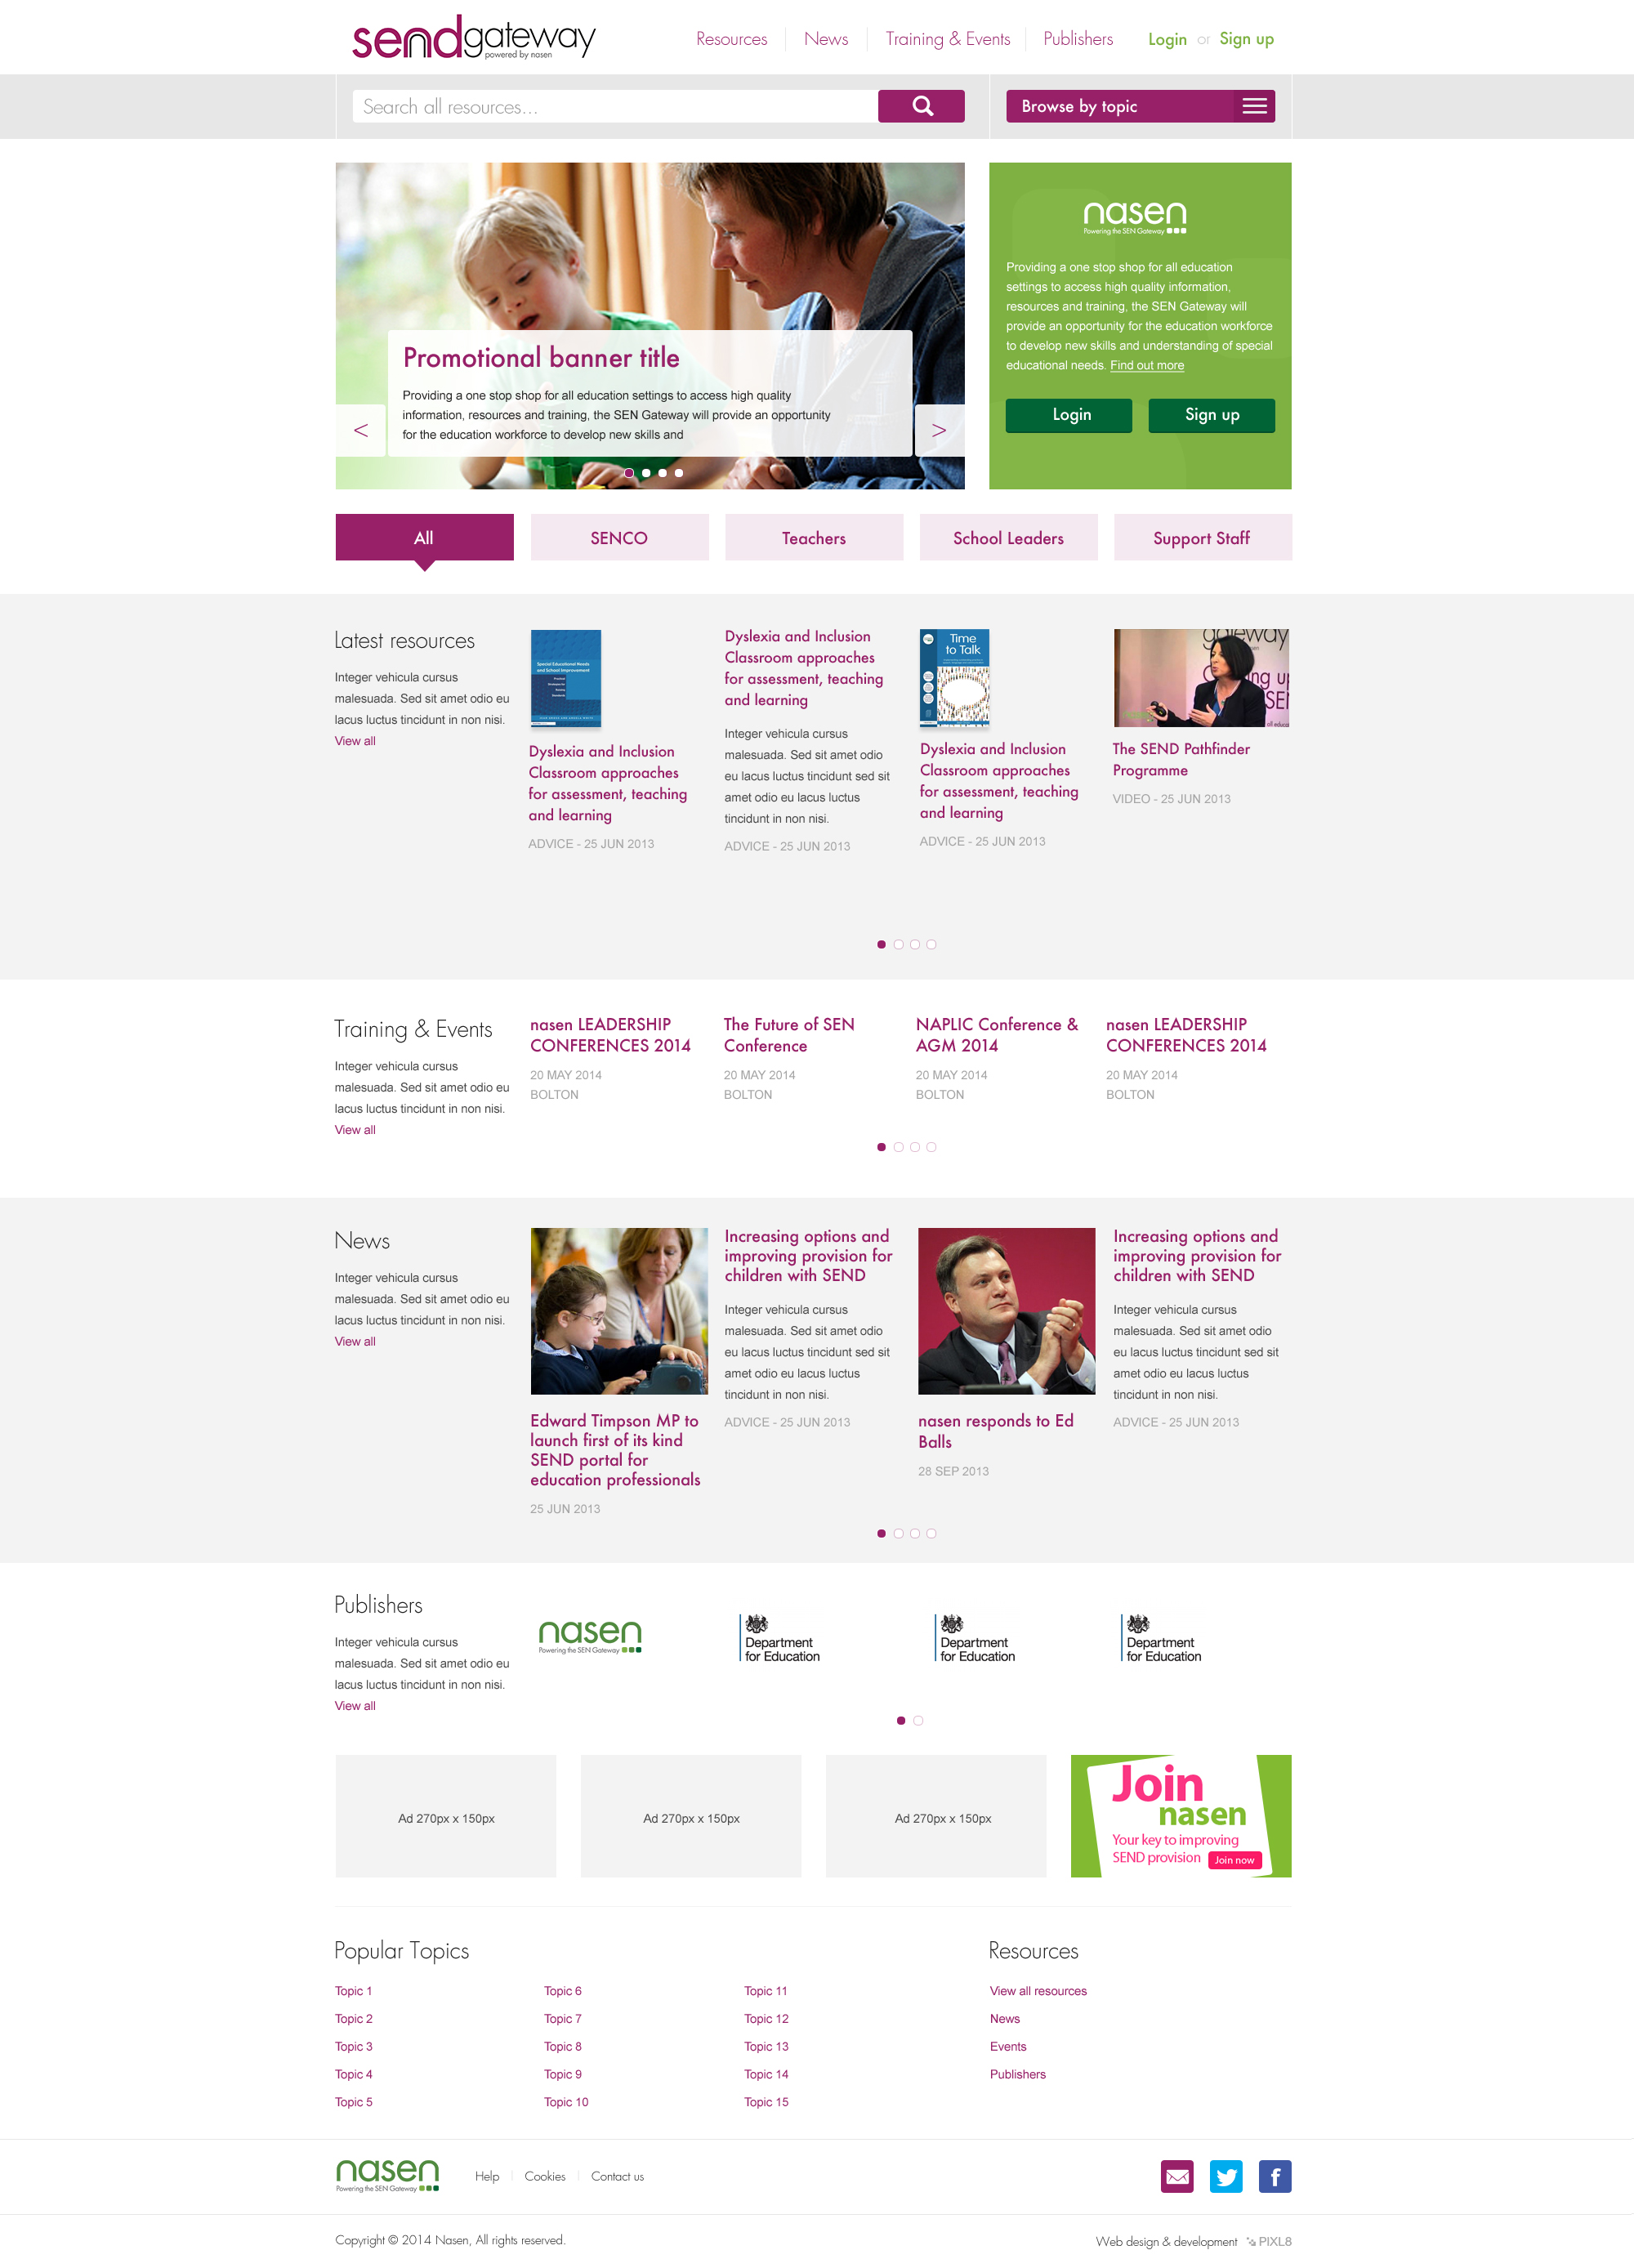 sendgateway
powered by nasen
Resources
News
Training & Events
Publishers
Login or Sign up
Search all resources...
Browse by topic
Promotional banner title
Providing a one stop shop for all education settings to access high quality
information, resources and training, the SEN Gateway will provide an opportunity
for the education workforce to develop new skills and
<
>
nasen
Powering the SEN Gateway
Providing a one stop shop for all education
settings to access high quality information,
resources and training, the SEN Gateway will
provide an opportunity for the education workforce
to develop new skills and understanding of special
educational needs. Find out more
Login
Sign up
All
SENCO
Teachers
School Leaders
Support Staff
Latest resources
Integer vehicula cursus
malesuada. Sed sit amet odio eu
lacus luctus tincidunt in non nisi.
View all
Special Educational Needs
and School Improvement
Dyslexia and Inclusion
Classroom approaches
for assessment, teaching
and learning
ADVICE - 25 JUN 2013
Dyslexia and Inclusion
Classroom approaches
for assessment, teaching
and learning
Integer vehicula cursus
malesuada. Sed sit amet odio
eu lacus luctus tincidunt sed sit
amet odio eu lacus luctus
tincidunt in non nisi.
ADVICE - 25 JUN 2013
Time
to Talk
Dyslexia and Inclusion
Classroom approaches
for assessment, teaching
and learning
ADVICE - 25 JUN 2013
gateway
The SEND Pathfinder
Programme
VIDEO - 25 JUN 2013
Training & Events
Integer vehicula cursus
malesuada. Sed sit amet odio eu
lacus luctus tincidunt in non nisi.
View all
nasen LEADERSHIP
CONFERENCES 2014
20 MAY 2014
BOLTON
The Future of SEN
Conference
20 MAY 2014
BOLTON
NAPLIC Conference &
AGM 2014
20 MAY 2014
BOLTON
nasen LEADERSHIP
CONFERENCES 2014
20 MAY 2014
BOLTON
News
Integer vehicula cursus
malesuada. Sed sit amet odio eu
lacus luctus tincidunt in non nisi.
View all
Edward Timpson MP to
launch first of its kind
SEND portal for
education professionals
25 JUN 2013
Increasing options and
improving provision for
children with SEND
Integer vehicula cursus
malesuada. Sed sit amet odio
eu lacus luctus tincidunt sed sit
amet odio eu lacus luctus
tincidunt in non nisi.
ADVICE - 25 JUN 2013
nasen responds to Ed
Balls
28 SEP 2013
Increasing options and
improving provision for
children with SEND
Integer vehicula cursus
malesuada. Sed sit amet odio
eu lacus luctus tincidunt sed sit
amet odio eu lacus luctus
tincidunt in non nisi.
ADVICE - 25 JUN 2013
Publishers
Integer vehicula cursus
malesuada. Sed sit amet odio eu
lacus luctus tincidunt in non nisi.
View all
nasen
Powering the SEN Gateway
Department
for Education
Department
for Education
Department
for Education
Ad 270px x 150px
Ad 270px x 150px
Ad 270px x 150px
Join
nasen
Your key to improving
SEND provision
Join now
Popular Topics
Topic 1
Topic 2
Topic 3
Topic 4
Topic 5
Topic 6
Topic 7
Topic 8
Topic 9
Topic 10
Topic 11
Topic 12
Topic 13
Topic 14
Topic 15
Resources
View all resources
News
Events
Publishers
nasen
Powering the SEN Gateway
Help
Cookies
Contact us
Copyright © 2014 Nasen, All rights reserved.
Web design & development
PIXL8